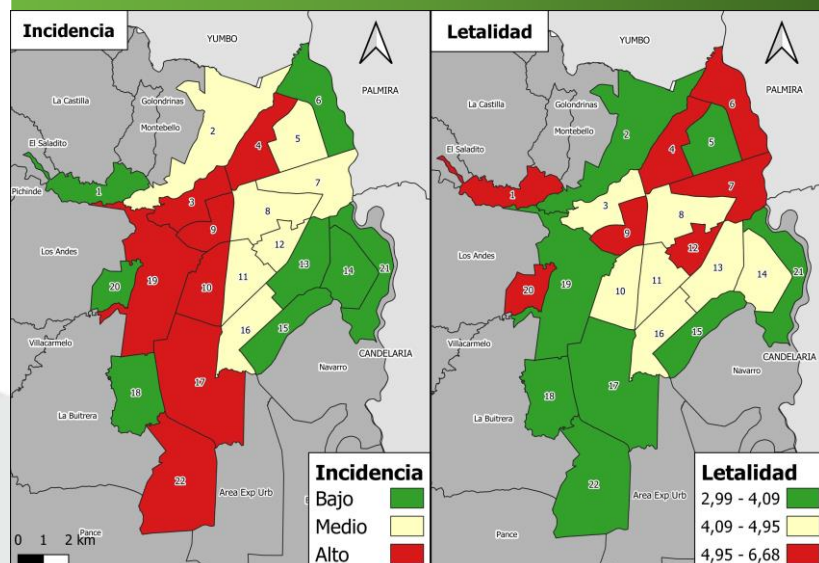 Incidencia
YUMBO
PALMIRA
La Castilla
Golondrinas
Montebello
El Saladito
Pichinde
Los Andes
Villacarmelo
La Buitrera
Pance
Navarro
CANDELARIA
Area Exp Urb
6
2
4
5
1
7
3
8
9
12
13
14
21
19
20
10
11
16
15
18
17
22
0 1 2 km
Incidencia
Bajo
Medio
Alto
Letalidad
YUMBO
PALMIRA
La Castilla
Golondrinas
Montebello
El Saladito
Pichinde
Los Andes
Villacarmelo
La Buitrera
Pance
Navarro
CANDELARIA
Area Exp Urb
6
2
4
5
1
7
3
8
9
12
13
14
21
19
20
10
11
16
15
18
17
22
Letalidad
2,99 - 4,09
4,09 - 4,95
4,95 - 6,68